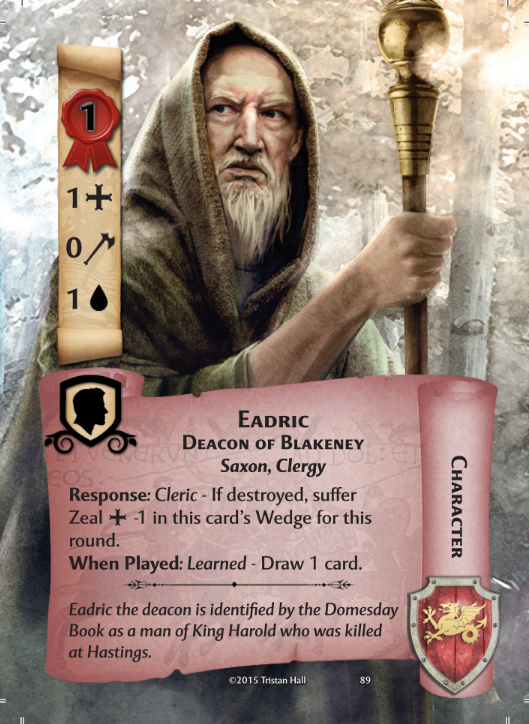 1
1
0
1
EADRIC
DEACON OF BLAKENEY
Saxon, Clergy
Response: Cleric - If destroyed, suffer
Zeal ✚ -1 in this card's Wedge for this
round.
When Played: Learned - Draw 1 card.
Eadric the deacon is identified by the Domesday
Book as a man of King Harold who was killed
at Hastings.
CHARACTER
©2015 Tristan Hall
89